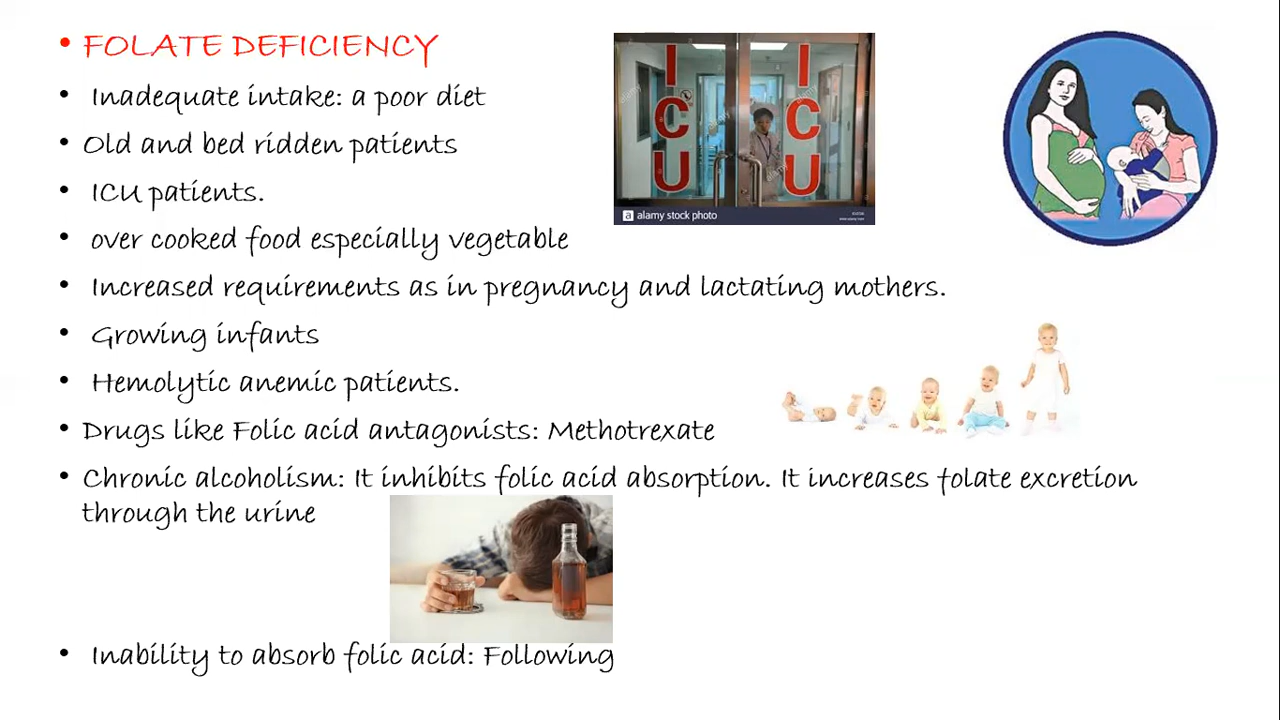 • FOLATE DEFICIENCY
• Inadequate intake: a poor diet
• Old and bed ridden patients
• ICU patients.
• over cooked food especially vegetable
• Increased requirements as in pregnancy and lactating mothers.
• Growing infants
• Hemolytic anemic patients.
• Drugs like Folic acid antagonists: Methotrexate
• Chronic alcoholism: It inhibits folic acid absorption. It increases folate excretion
through the urine
• Inability to absorb folic acid: Following
ICU
ICU
alamy
alamy
alamy
a alamy stock photo